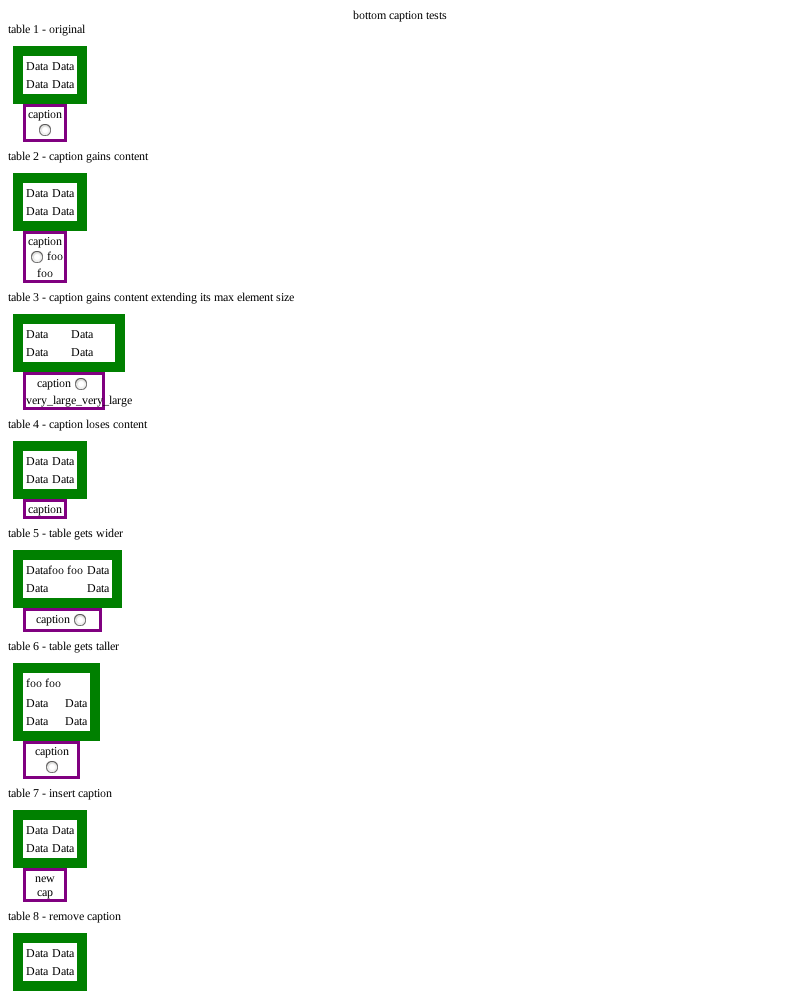 bottom caption tests
table 1 - original
Data Data
Data Data
caption
table 2 - caption gains content
Data Data
Data Data
caption
foo
foo
table 3 - caption gains content extending its max element size
Data Data
Data Data
caption
very_large_very_large
table 4 - caption loses content
Data Data
Data Data
caption
table 5 - table gets wider
Datafoo foo Data
Data Data
caption
table 6 - table gets taller
foo foo
Data Data
Data Data
caption
table 7 - insert caption
Data Data
Data Data
new
cap
table 8 - remove caption
Data Data
Data Data